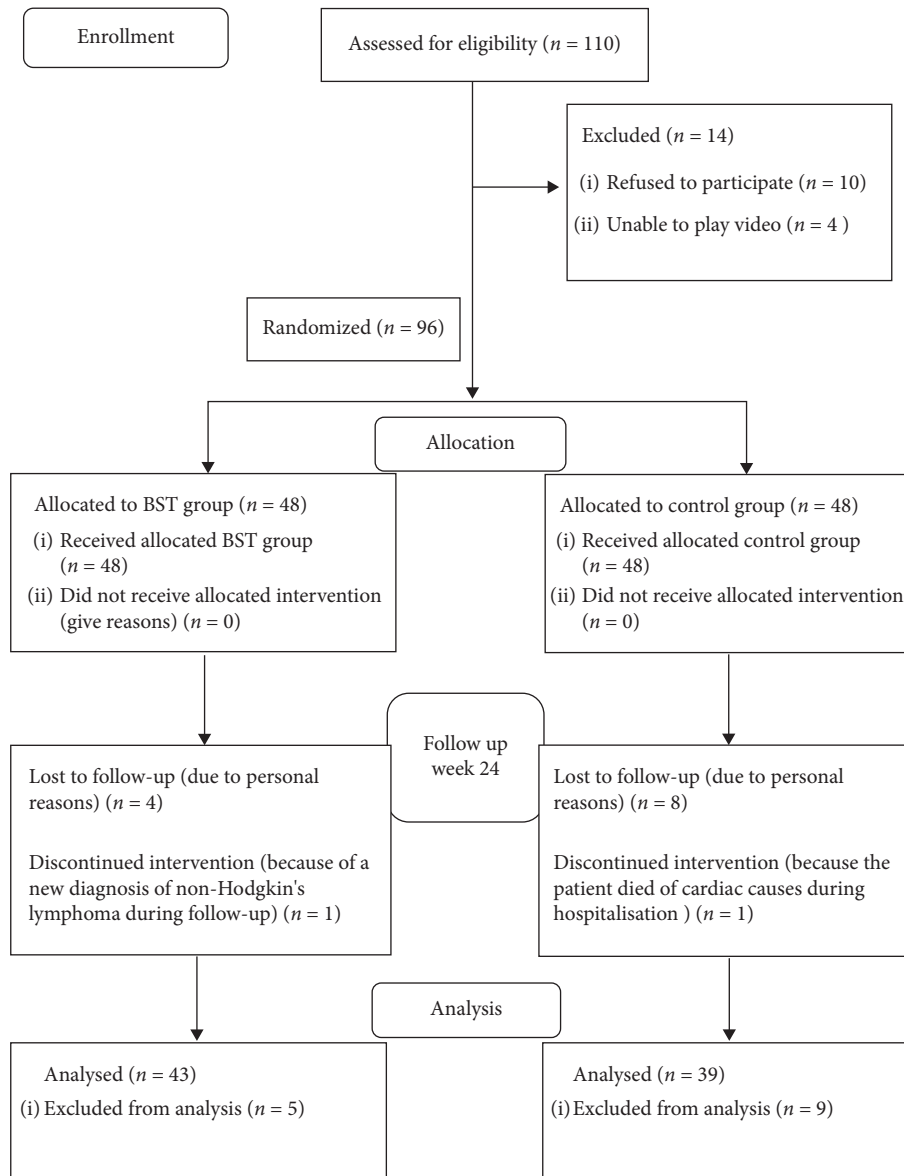 Enrollment
Assessed for eligibility (n = 110)
Excluded (n = 14)
(i) Refused to participate (n = 10)
(ii) Unable to play video (n = 4 )
Randomized (n = 96)
Allocation
Allocated to BST group (n = 48)
(i) Received allocated BST group
(n = 48)
(ii) Did not receive allocated intervention
(give reasons) (n = 0)
Allocated to control group (n = 48)
(i) Received allocated control group
(n = 48)
(ii) Did not receive allocated intervention
(n = 0)
Follow up
week 24
Lost to follow-up (due to personal
reasons) (n = 4)
Discontinued intervention (because of a
new diagnosis of non-Hodgkin's
lymphoma during follow-up) (n = 1)
Lost to follow-up (due to personal
reasons) (n = 8)
Discontinued intervention (because the
patient died of cardiac causes during
hospitalisation ) (n = 1)
Analysis
Analysed (n = 43)
(i) Excluded from analysis (n = 5)
Analysed (n = 39)
(i) Excluded from analysis (n = 9)